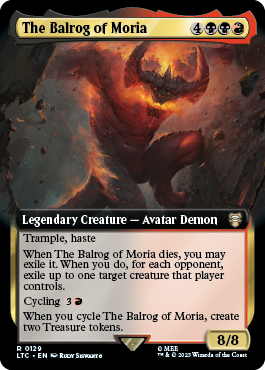 The Balrog of Moria 4
Legendary Creature — Avatar Demon
Trample, haste
When The Balrog of Moria dies, you may
exile it. When you do, for each opponent,
exile up to one target creature that player
controls.
Cycling 3
When you cycle The Balrog of Moria, create
two Treasure tokens.
8/8
R 0129
LTC • EN Rudy Siswanto
© MEE
™ & © 2023 Wizards of the Coast